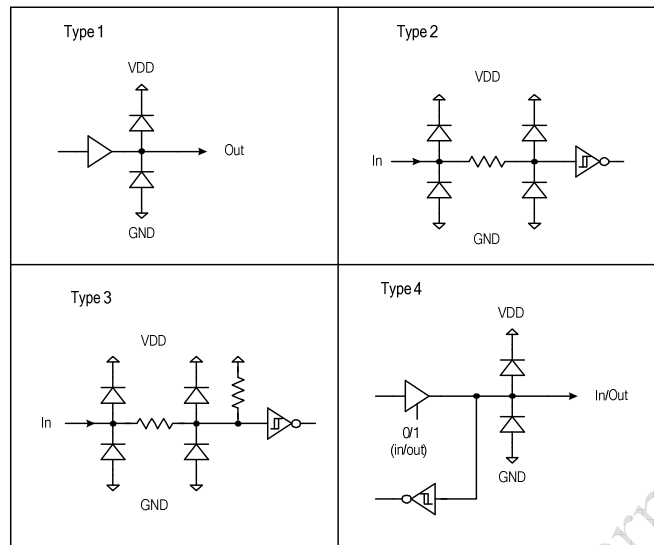 Type 1
VDD
Out
GND
Type 2
VDD
In
GND
Type 3
VDD
In
GND
Type 4
VDD
In/Out
0/1
(in/out)
GND